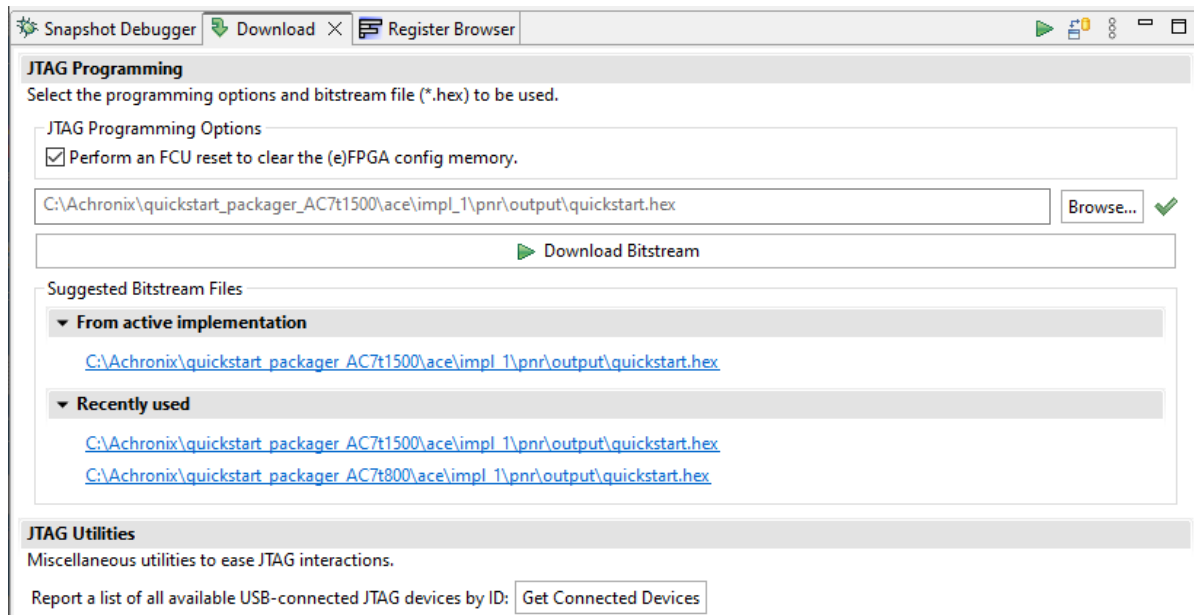 Snapshot Debugger Download Register Browser
JTAG Programming
Select the programming options and bitstream file (*.hex) to be used.
JTAG Programming Options
Perform an FCU reset to clear the (e)FPGA config memory.
C:\Achronix\quickstart_packager_AC7t1500\ace\impl_1\pnr\output\quickstart.hex Browse...
Download Bitstream
Suggested Bitstream Files
From active implementation
C:\Achronix\quickstart_packager_AC7t1500\ace\impl_1\pnr\output\quickstart.hex
Recently used
C:\Achronix\quickstart_packager_AC7t1500\ace\impl_1\pnr\output\quickstart.hex
C:\Achronix\quickstart_packager_AC7t800\ace\impl_1\pnr\output\quickstart.hex
JTAG Utilities
Miscellaneous utilities to ease JTAG interactions.
Report a list of all available USB-connected JTAG devices by ID: Get Connected Devices